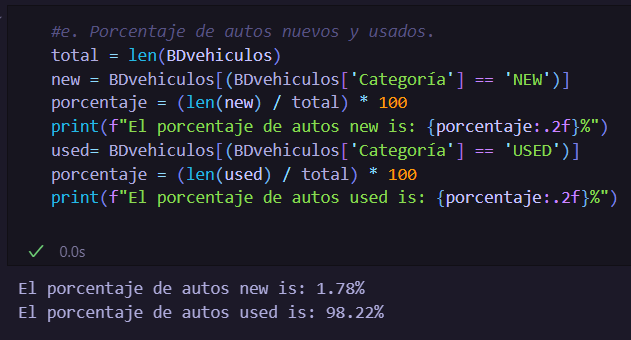 #e. Porcentaje de autos nuevos y usados.
total = len(BDvehiculos)
new = BDvehiculos[(BDvehiculos['Categoría'] == 'NEW')]
porcentaje = (len(new) / total) * 100
print(f"El porcentaje de autos new is: {porcentaje:.2f}%")
used= BDvehiculos[(BDvehiculos['Categoría'] == 'USED')]
porcentaje = (len(used) / total) * 100
print(f"El porcentaje de autos used is: {porcentaje:.2f}%")
0.0s
El porcentaje de autos new is: 1.78%
El porcentaje de autos used is: 98.22%